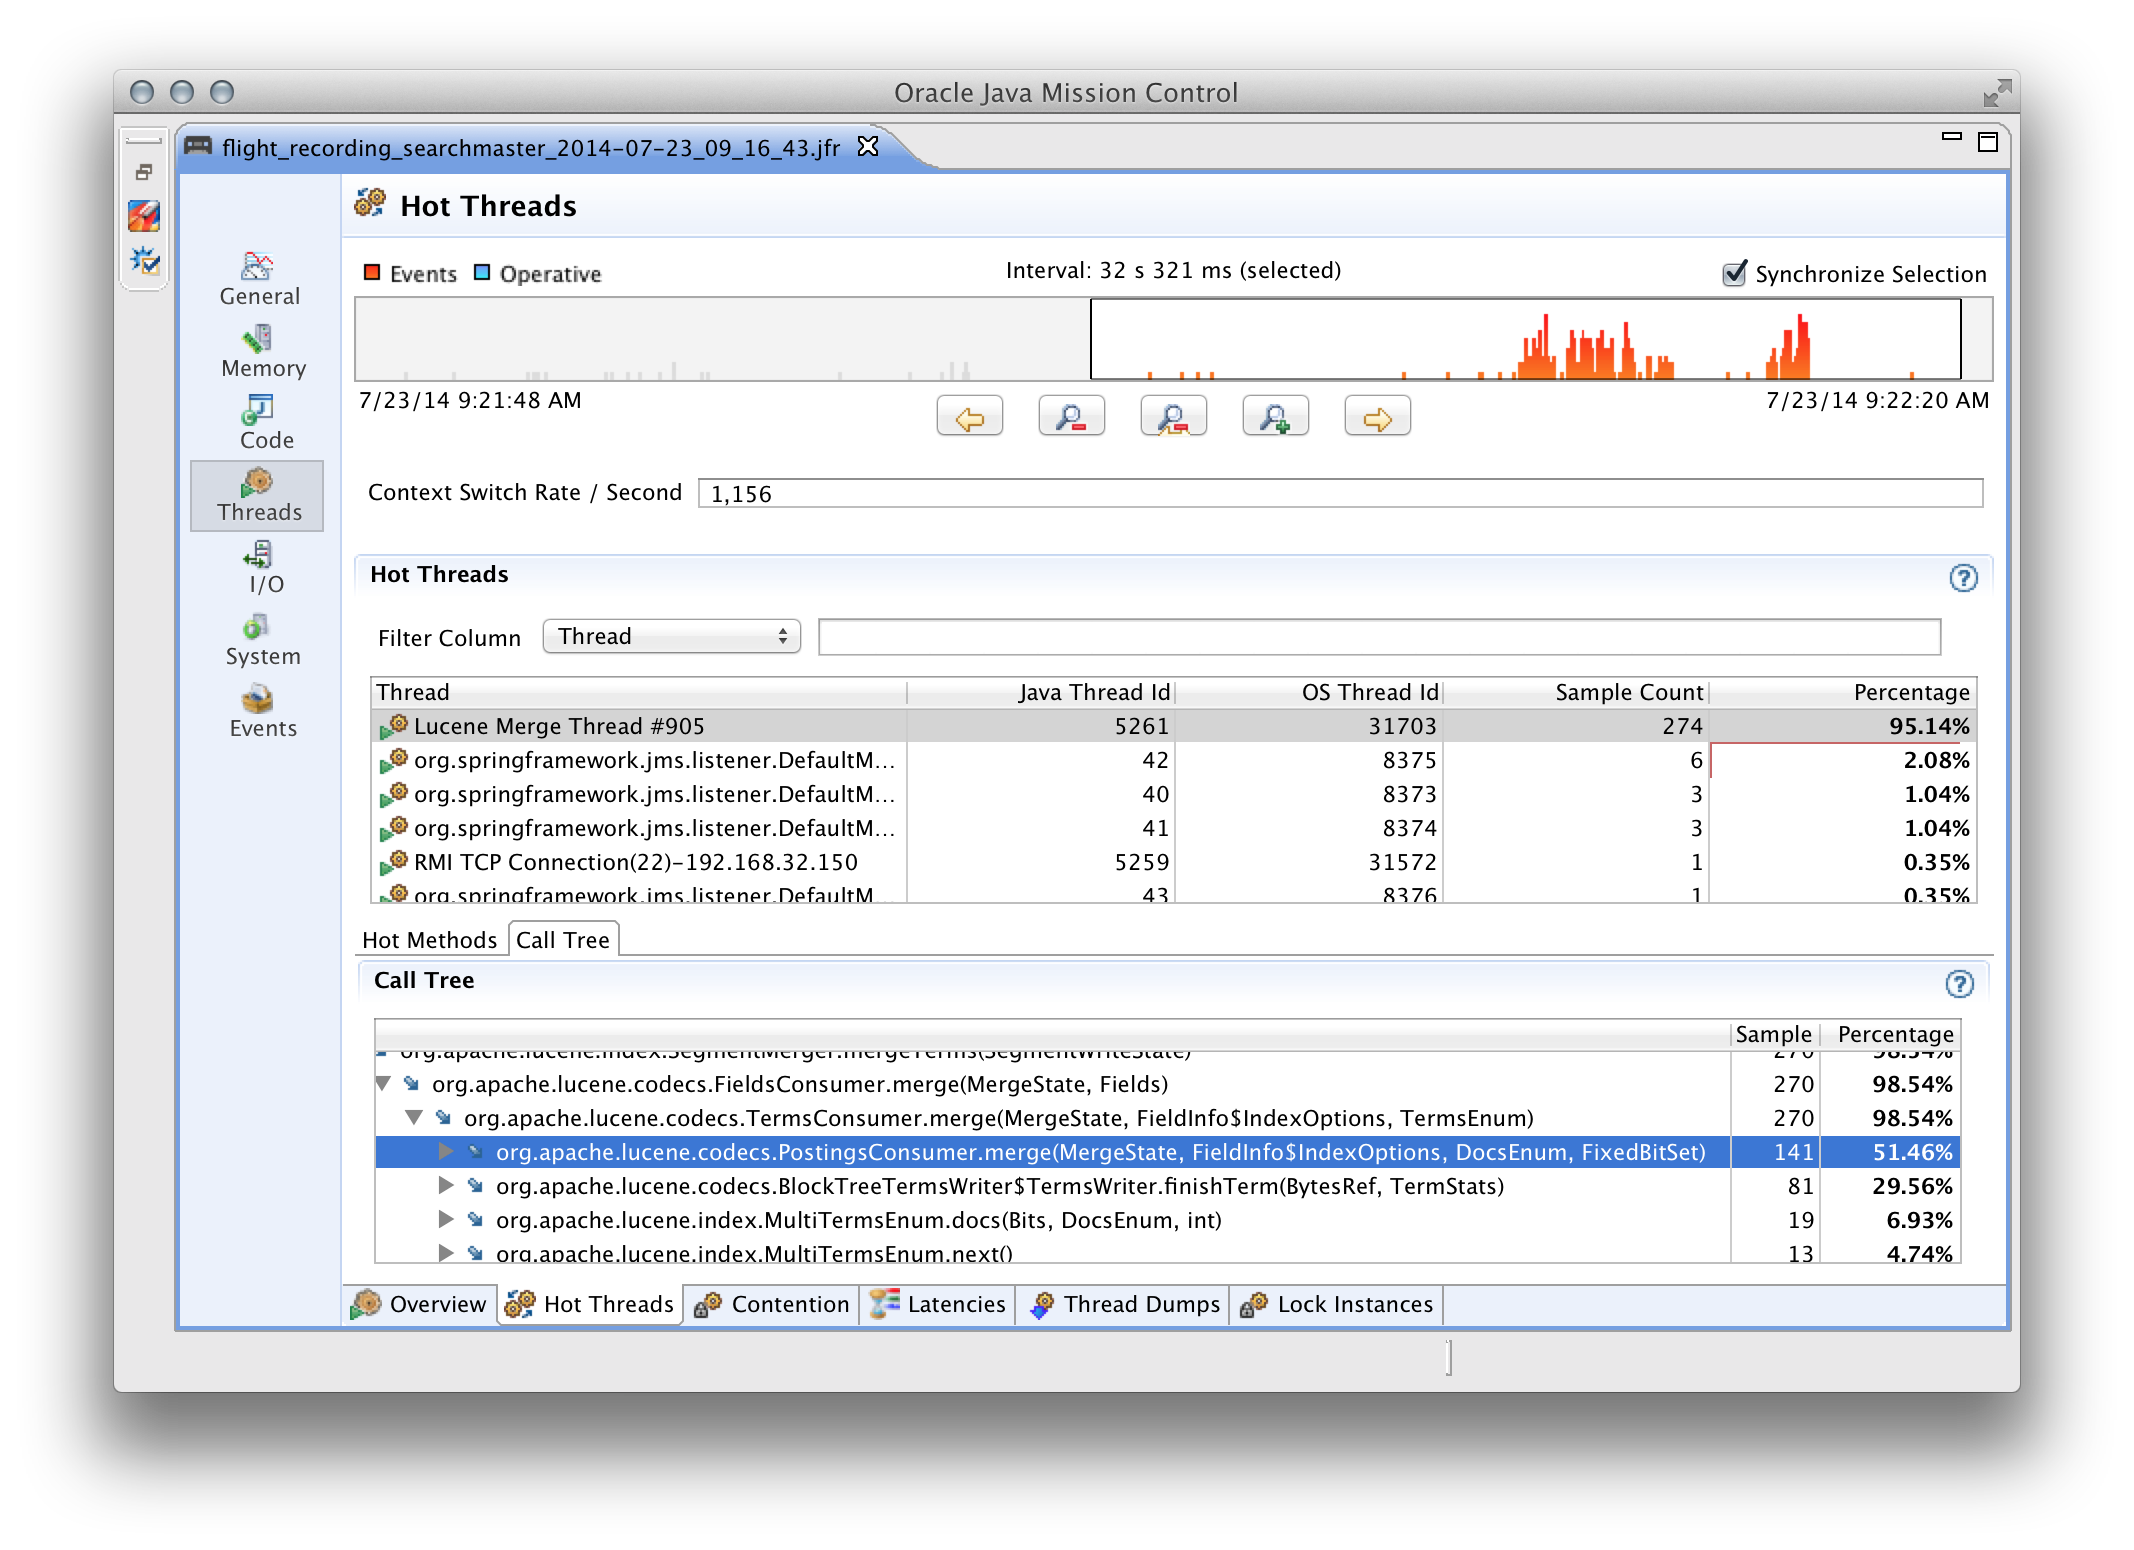 Oracle Java Mission Control
flight_recording_searchmaster_2014-07-23_09_16_43.jfr
Hot Threads
General
Memory
Code
Threads
I/O
System
Events
Events Operative Interval: 32 s 321 ms (selected) Synchronize Selection
7/23/14 9:21:48 AM 7/23/14 9:22:20 AM
Context Switch Rate / Second 1,156
Hot Threads
Filter Column Thread
Thread Java Thread Id OS Thread Id Sample Count Percentage
Lucene Merge Thread #905 5261 31703 274 95.14%
org.springframework.jms.listener.DefaultM... 42 8375 6 2.08%
org.springframework.jms.listener.DefaultM... 40 8373 3 1.04%
org.springframework.jms.listener.DefaultM... 41 8374 3 1.04%
RMI TCP Connection(22)-192.168.32.150 5259 31572 1 0.35%
org.springframework.jms.listener.DefaultM... 43 8376 1 0.35%
Hot Methods Call Tree
Call Tree
Sample Percentage
org.apache.lucene.index.SegmentMerger.mergeTerms(SegmentWriteState) 270 98.54%
org.apache.lucene.codecs.FieldsConsumer.merge(MergeState, Fields) 270 98.54%
org.apache.lucene.codecs.TermsConsumer.merge(MergeState, FieldInfo$IndexOptions, TermsEnum) 270 98.54%
org.apache.lucene.codecs.PostingsConsumer.merge(MergeState, FieldInfo$IndexOptions, DocsEnum, FixedBitSet) 141 51.46%
org.apache.lucene.codecs.BlockTreeTermsWriter$TermsWriter.finishTerm(BytesRef, TermStats) 81 29.56%
org.apache.lucene.index.MultiTermsEnum.docs(Bits, DocsEnum, int) 19 6.93%
org.apache.lucene.index.MultiTermsEnum.next() 13 4.74%
Overview Hot Threads Contention Latencies Thread Dumps Lock Instances